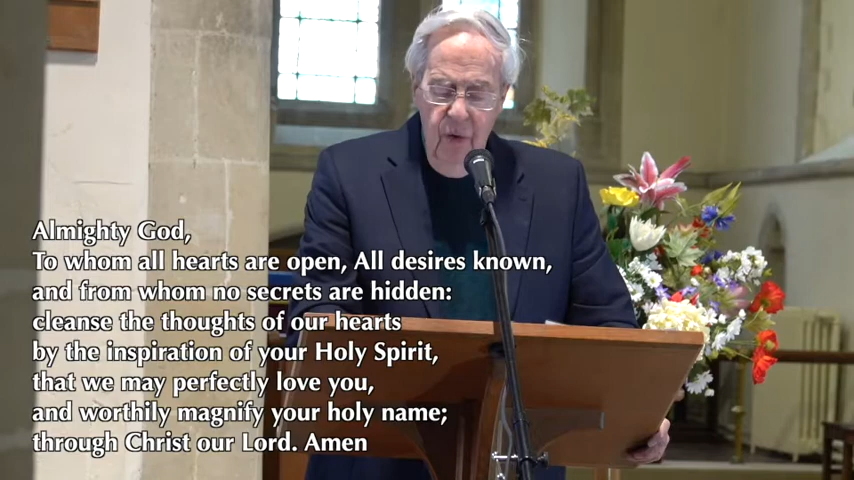 Almighty God,
To whom all hearts are open, All desires known,
and from whom no secrets are hidden:
cleanse the thoughts of our hearts
by the inspiration of your Holy Spirit,
that we may perfectly love you,
and worthily magnify your holy name;
through Christ our Lord. Amen